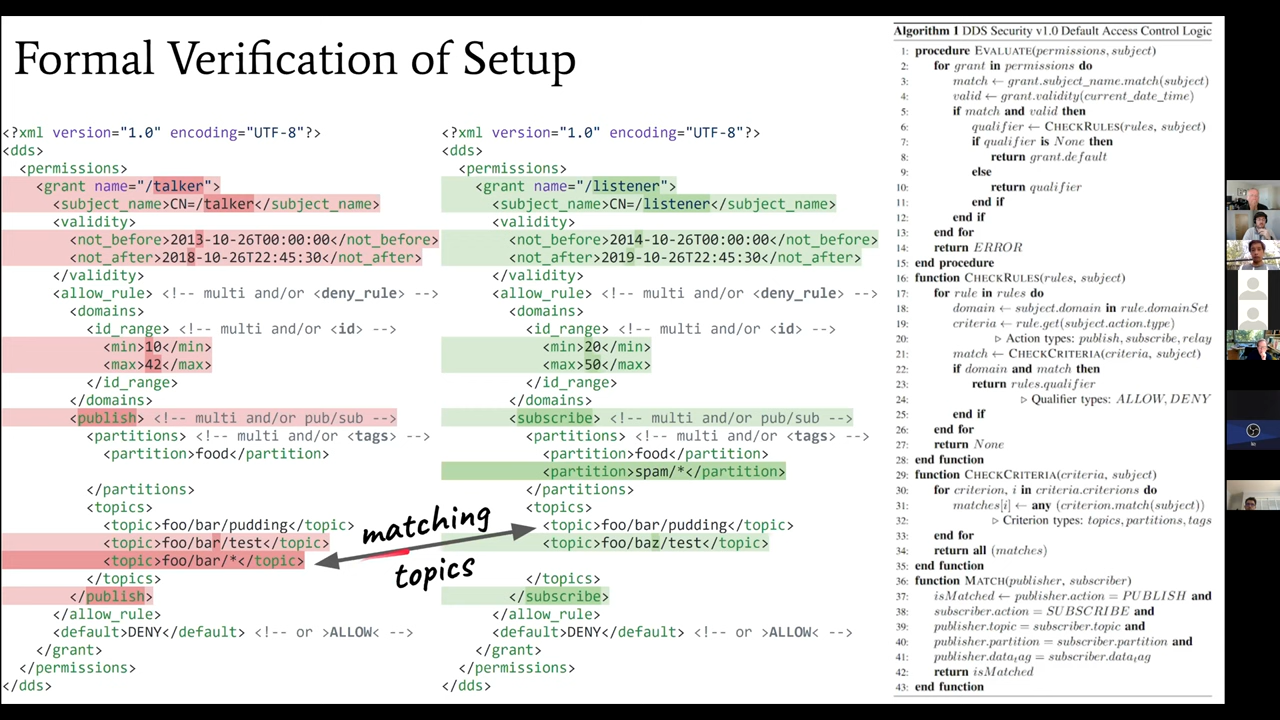 Formal Verification of Setup
<?xml version="1.0" encoding="UTF-8"?>
<dds>
<permissions>
<grant name="/talker">
<subject_name>CN=/talker</subject_name>
<validity>
<not_before>2013-10-26T00:00:00</not_before>
<not_after>2018-10-26T22:45:30</not_after>
</validity>
<allow_rule> <!-- multi and/or <deny_rule> -->
<domains>
<id_range> <!-- multi and/or <id> -->
<min>10</min>
<max>42</max>
</id_range>
</domains>
<publish> <!-- multi and/or pub/sub -->
<partitions> <!-- multi and/or <tags> -->
<partition>food</partition>
</partitions>
<topics>
<topic>foo/bar/pudding</topic>
<topic>foo/bar/test</topic>
<topic>foo/bar/*</topic>
</topics>
</publish>
</allow_rule>
<default>DENY</default> <!-- or >ALLOW< -->
</grant>
</permissions>
</dds>
matching
topics
<?xml version="1.0" encoding="UTF-8"?>
<dds>
<permissions>
<grant name="/listener">
<subject_name>CN=/listener</subject_name>
<validity>
<not_before>2014-10-26T00:00:00</not_before>
<not_after>2019-10-26T22:45:30</not_after>
</validity>
<allow_rule> <!-- multi and/or <deny_rule> -->
<domains>
<id_range> <!-- multi and/or <id> -->
<min>20</min>
<max>50</max>
</id_range>
</domains>
<subscribe> <!-- multi and/or pub/sub -->
<partitions> <!-- multi and/or <tags> -->
<partition>food</partition>
<partition>spam/*</partition>
</partitions>
<topics>
<topic>foo/bar/pudding</topic>
<topic>foo/baz/test</topic>
</topics>
</subscribe>
</allow_rule>
<default>DENY</default> <!-- or >ALLOW< -->
</grant>
</permissions>
</dds>
Algorithm 1 DDS Security v1.0 Default Access Control Logic
1: procedure EVALUATE(permissions, subject)
2: for grant in permissions do
3: match ← grant.subject_name.match(subject)
4: valid ← grant.validity(current_date_time)
5: if match and valid then
6: qualifier ← CHECKRULES(rules, subject)
7: if qualifier is None then
8: return grant.default
9: else
10: return qualifier
11: end if
12: end if
13: end for
14: return ERROR
15: end procedure
16: function CHECKRULES(rules, subject)
17: for rule in rules do
18: domain ← subject.domain in rule.domainSet
19: criteria ← rule.get(subject.action.type)
20: ▷ Action types: publish, subscribe, relay
21: match ← CHECKCRITERIA(criteria, subject)
22: if domain and match then
23: return rules.qualifier
24: ▷ Qualifier types: ALLOW, DENY
25: end if
26: end for
27: return None
28: end function
29: function CHECKCRITERIA(criteria, subject)
30: for criterion, i in criteria.criterions do
31: matches[i] ← any (criterion.match(subject))
32: ▷ Criterion types: topics, partitions, tags
33: end for
34: return all (matches)
35: end function
36: function MATCH(publisher, subscriber)
37: isMatched ← publisher.action = PUBLISH and
38: subscriber.action = SUBSCRIBE and
39: publisher.topic = subscriber.topic and
40: publisher.partition = subscriber.partition and
41: publisher.data_tag = subscriber.data_tag
42: return isMatched
43: end function